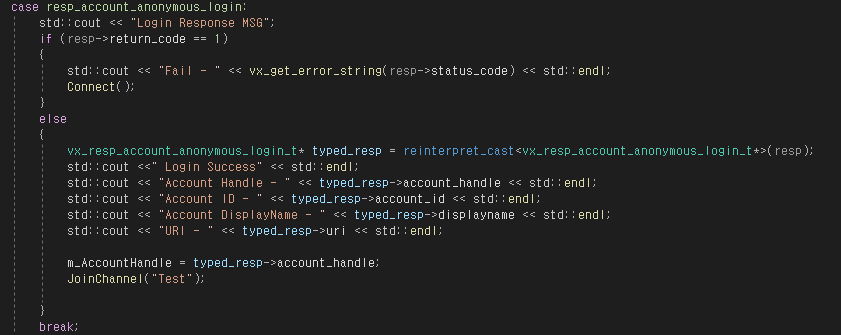 case resp_account_anonymous_login:
std::cout << "Login Response MSG";
if (resp->return_code == 1)
{
std::cout << "Fail - " << vx_get_error_string(resp->status_code) << std::endl;
Connect();
}
else
{
vx_resp_account_anonymous_login_t* typed_resp = reinterpret_cast<vx_resp_account_anonymous_login_t*>(resp);
std::cout <<" Login Success" << std::endl;
std::cout << "Account Handle - " << typed_resp->account_handle << std::endl;
std::cout << "Account ID - " << typed_resp->account_id << std::endl;
std::cout << "Account DisplayName - " << typed_resp->displayname << std::endl;
std::cout << "URI - " << typed_resp->uri << std::endl;
m_AccountHandle = typed_resp->account_handle;
JoinChannel("Test");
}
break;